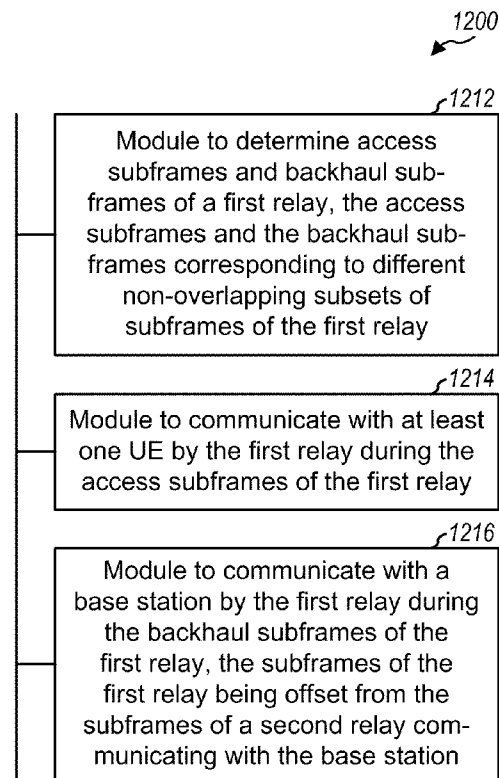 1200
1212
Module to determine access
subframes and backhaul sub-
frames of a first relay, the access
subframes and the backhaul sub-
frames corresponding to different
non-overlapping subsets of
subframes of the first relay
1214
Module to communicate with at least
one UE by the first relay during the
access subframes of the first relay
1216
Module to communicate with a
base station by the first relay during
the backhaul subframes of the
first relay, the subframes of the
first relay being offset from the
subframes of a second relay com-
municating with the base station